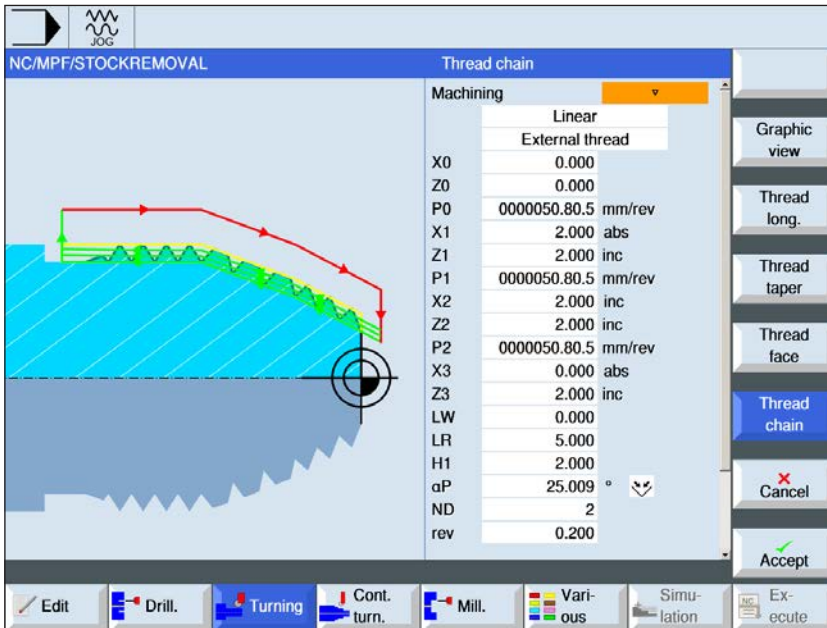 JOG
NC/MPF/STOCKREMOVAL
Thread chain
Machining
Linear
External thread
X0 0.000
Z0 0.000
P0 0000050.80.5 mm/rev
X1 2.000 abs
Z1 2.000 inc
P1 0000050.80.5 mm/rev
X2 2.000 inc
Z2 2.000 inc
P2 0000050.80.5 mm/rev
X3 0.000 abs
Z3 2.000 inc
LW 0.000
LR 5.000
H1 2.000
αP 25.009 °
ND 2
rev 0.200
Graphic
view
Thread
long.
Thread
taper
Thread
face
Thread
chain
Cancel
Accept
Edit
Drill.
Turning
Cont.
turn.
Mill.
Vari-
ous
Simu-
lation
NC
Ex-
ecute